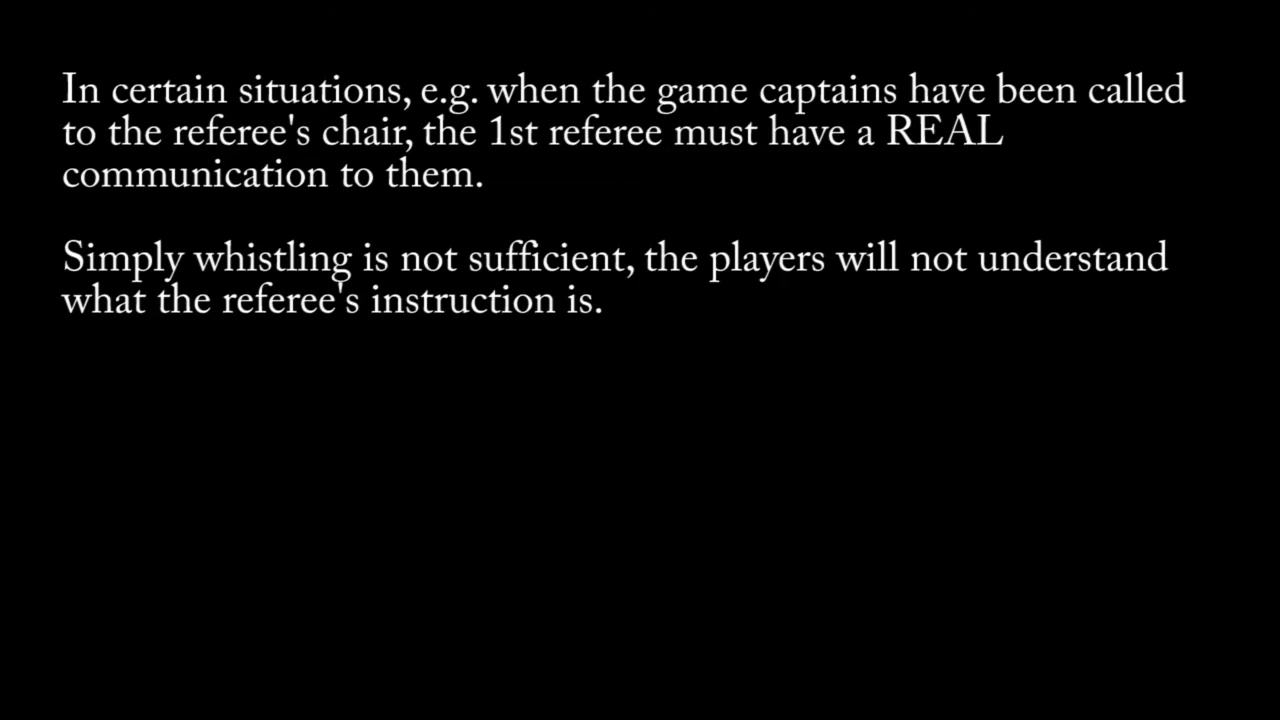 In certain situations, e.g. when the game captains have been called
to the referee's chair, the 1st referee must have a REAL
communication to them.
Simply whistling is not sufficient, the players will not understand
what the referee's instruction is.